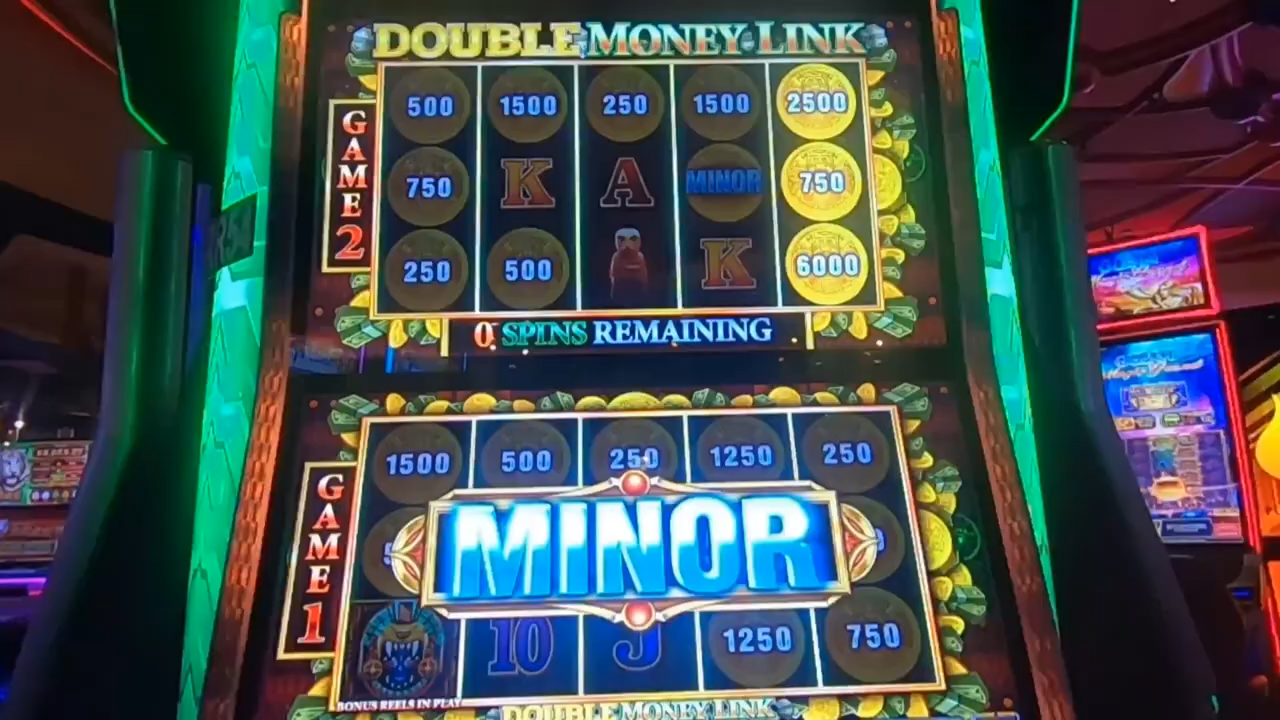 DOUBLE MONEY LINK
GAME 2
500 1500 250 1500 2500
750 K A MINOR 750
250 500 K 6000
0 SPINS REMAINING
GAME 1
1500 500 250 1250 250
MINOR
10 J 1250 750
BONUS REELS IN PLAY
DOUBLE MONEY LINK